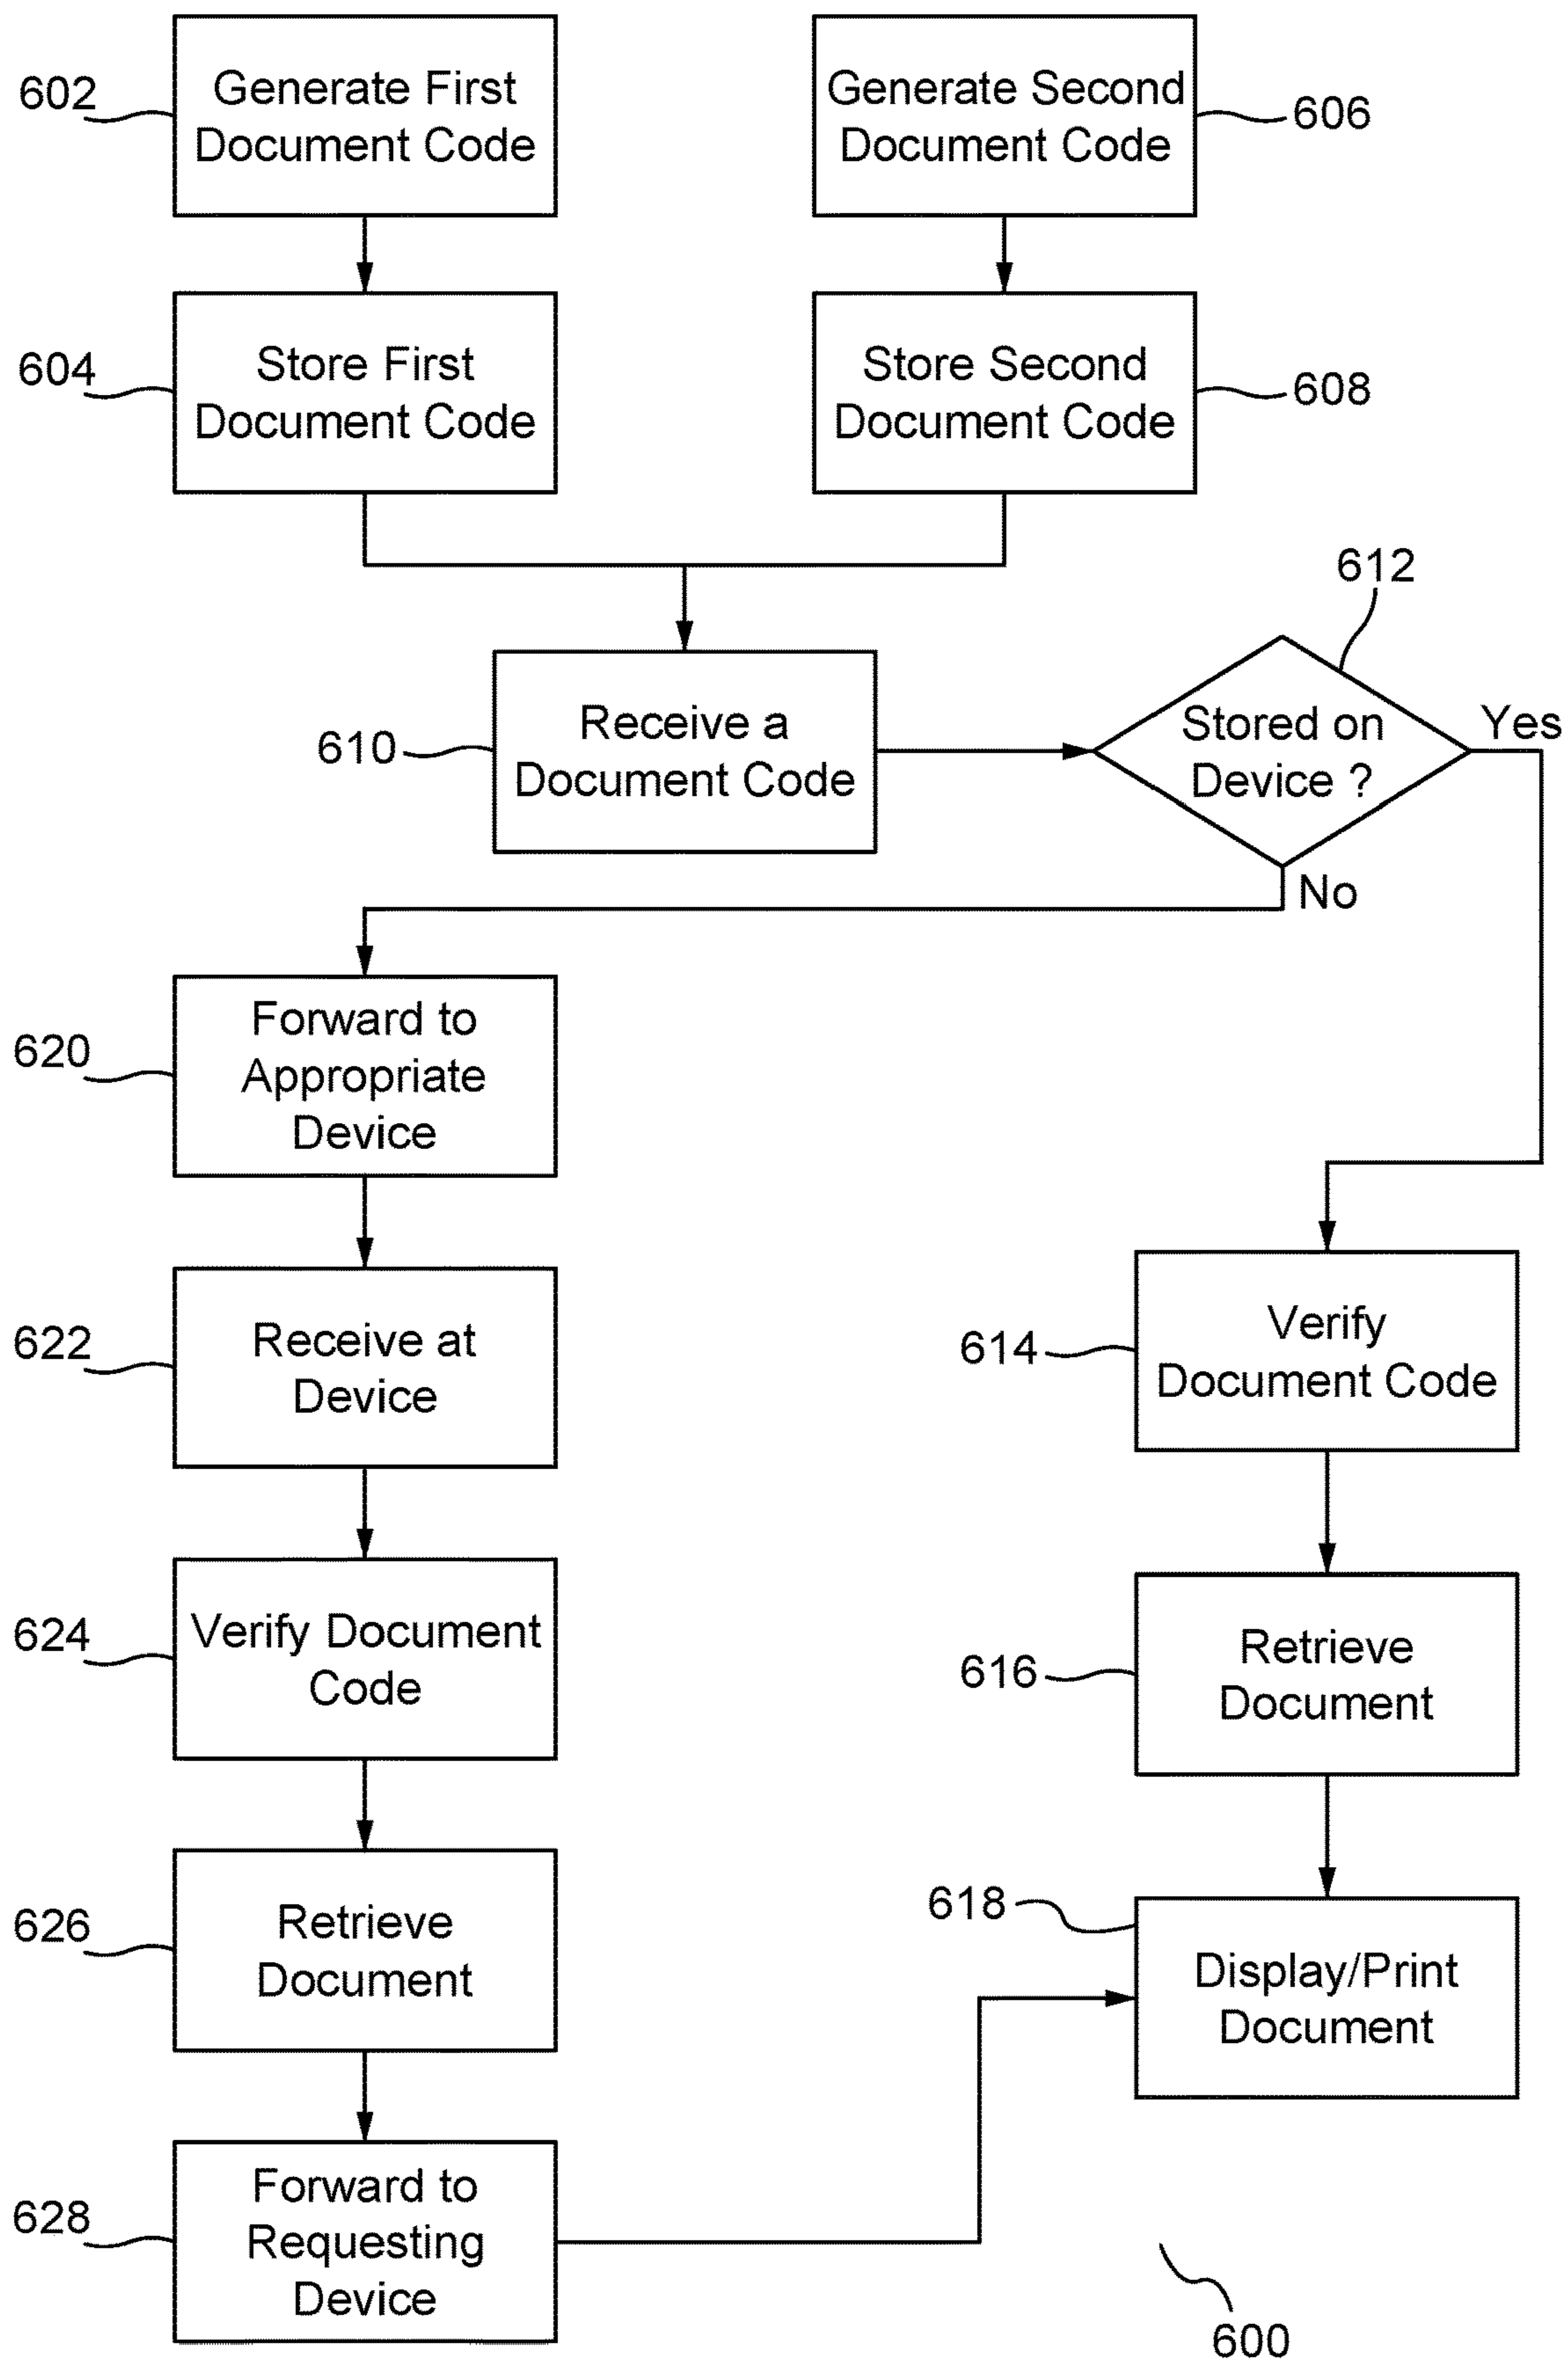 602
Generate First
Document Code
Generate Second
Document Code
606
604
Store First
Document Code
Store Second
Document Code
608
612
610
Receive a
Document Code
Stored on
Device ?
Yes
No
620
Forward to
Appropriate
Device
622
Receive at
Device
614
Verify
Document Code
624
Verify Document
Code
616
Retrieve
Document
626
Retrieve
Document
618
Display/Print
Document
628
Forward to
Requesting
Device
600